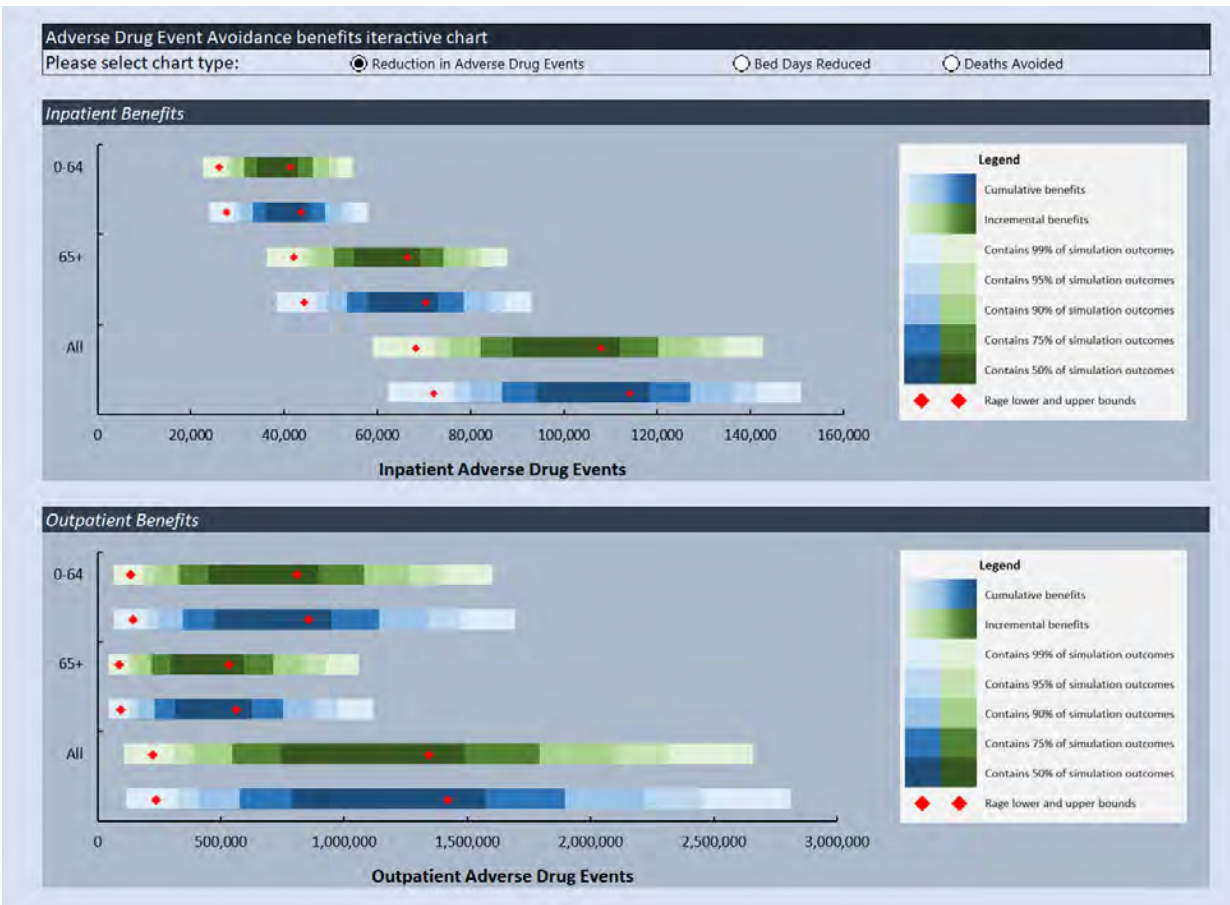 Adverse Drug Event Avoidance benefits iteractive chart
Please select chart type: Reduction in Adverse Drug Events Bed Days Reduced Deaths Avoided
Inpatient Benefits
0-64
65+
All
0 20,000 40,000 60,000 80,000 100,000 120,000 140,000 160,000
Inpatient Adverse Drug Events
Legend
Cumulative benefits
Incremental benefits
Contains 99% of simulation outcomes
Contains 95% of simulation outcomes
Contains 90% of simulation outcomes
Contains 75% of simulation outcomes
Contains 50% of simulation outcomes
Rage lower and upper bounds
Outpatient Benefits
0-64
65+
All
0 500,000 1,000,000 1,500,000 2,000,000 2,500,000 3,000,000
Outpatient Adverse Drug Events
Legend
Cumulative benefits
Incremental benefits
Contains 99% of simulation outcomes
Contains 95% of simulation outcomes
Contains 90% of simulation outcomes
Contains 75% of simulation outcomes
Contains 50% of simulation outcomes
Rage lower and upper bounds